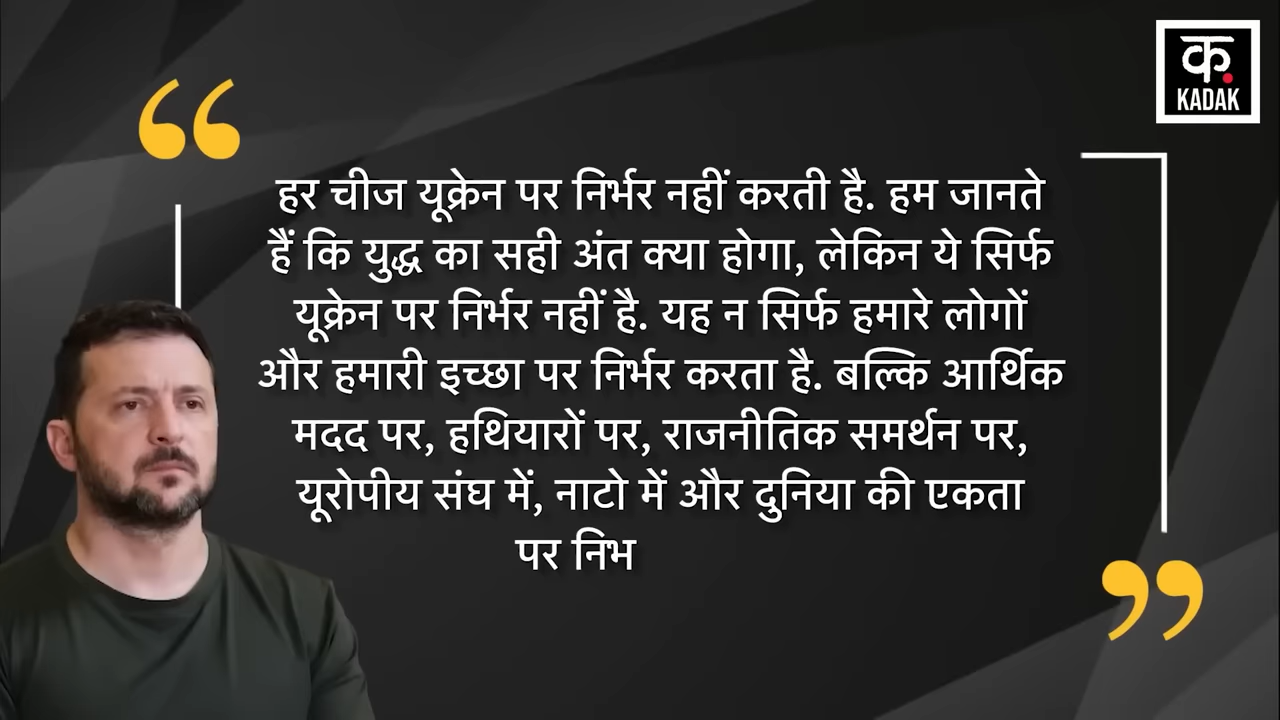 क.
KADAK
“
हर चीज यूक्रेन पर निर्भर नहीं करती है. हम जानते
हैं कि युद्ध का सही अंत क्या होगा, लेकिन ये सिर्फ
यूक्रेन पर निर्भर नहीं है. यह न सिर्फ हमारे लोगों
और हमारी इच्छा पर निर्भर करता है. बल्कि आर्थिक
मदद पर, हथियारों पर, राजनीतिक समर्थन पर,
यूरोपीय संघ में, नाटो में और दुनिया की एकता
पर निभ
”